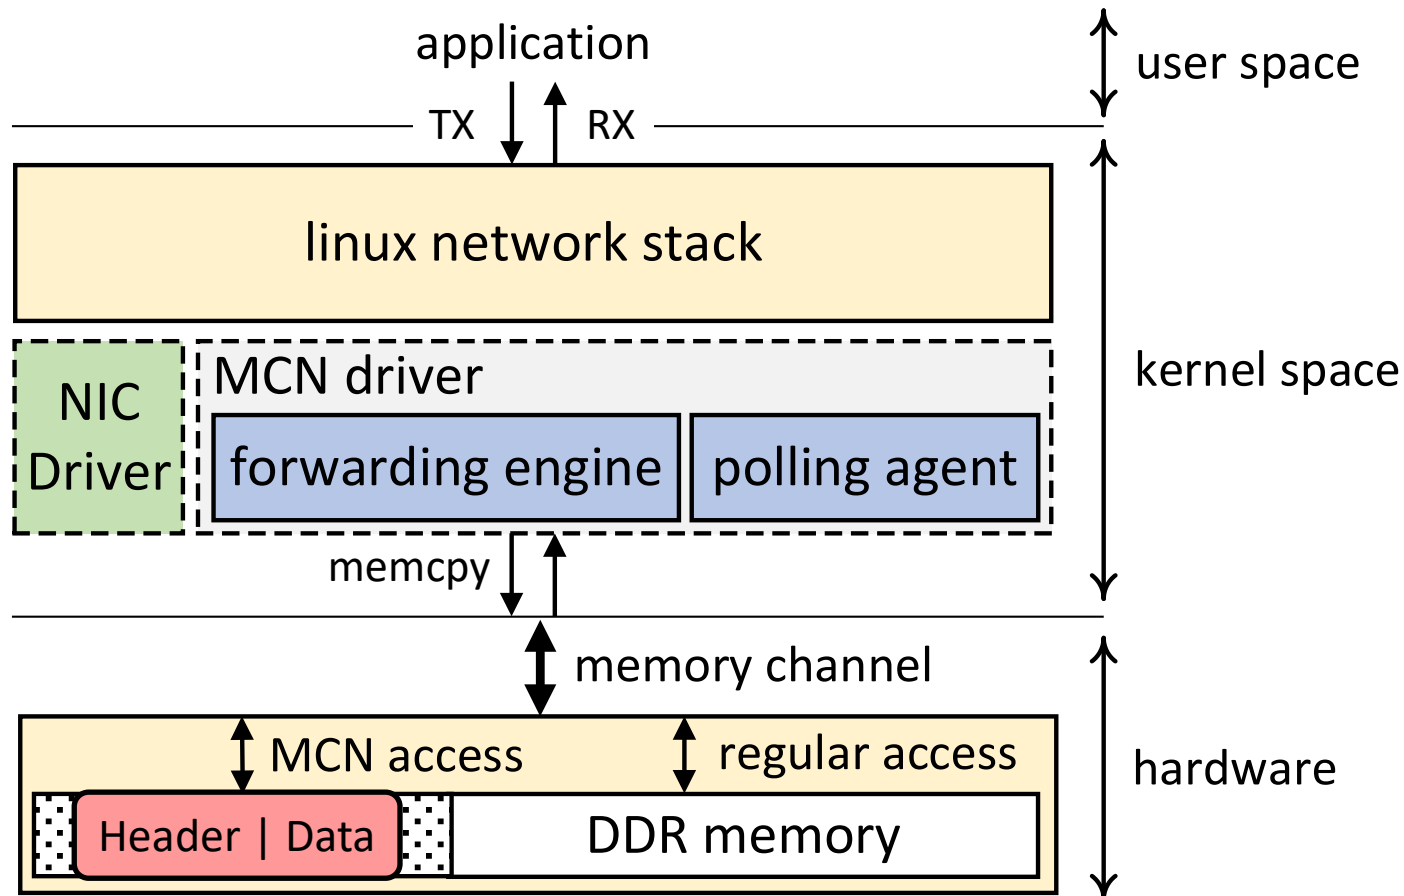 application
user space
TX
RX
linux network stack
kernel space
NIC
Driver
MCN driver
forwarding engine
polling agent
memcpy
memory channel
MCN access
regular access
hardware
Header | Data
DDR memory